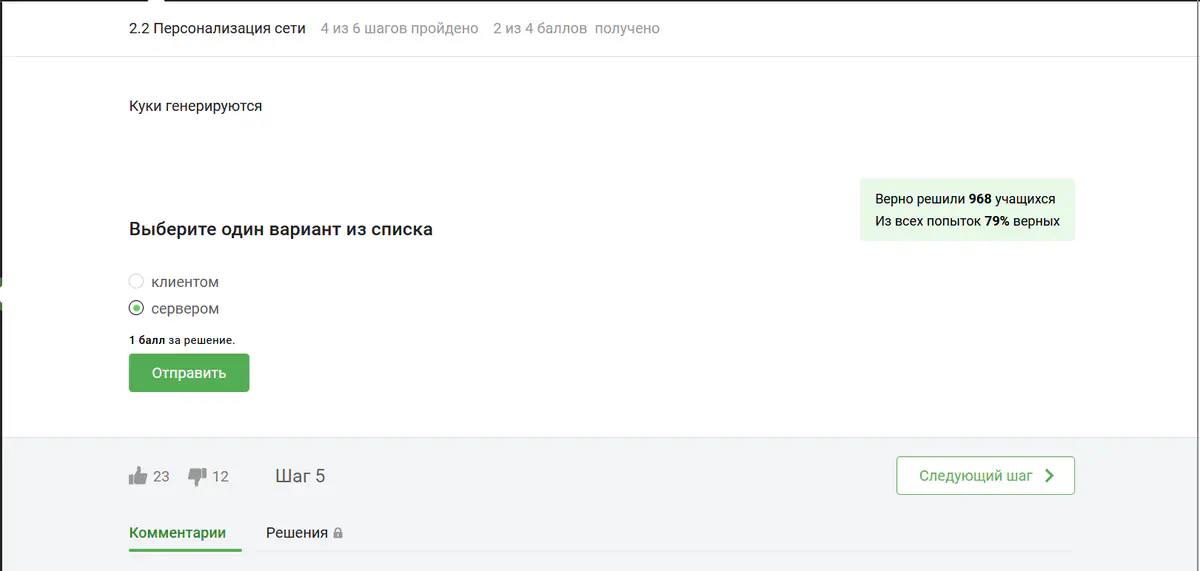 2.2 Персонализация сети 4 из 6 шагов пройдено 2 из 4 баллов получено
Куки генерируются
Верно решили 968 учащихся
Из всех попыток 79% верных
Выберите один вариант из списка
клиентом
сервером
1 балл за решение.
Отправить
23 12 Шаг 5 Следующий шаг
Комментарии Решения